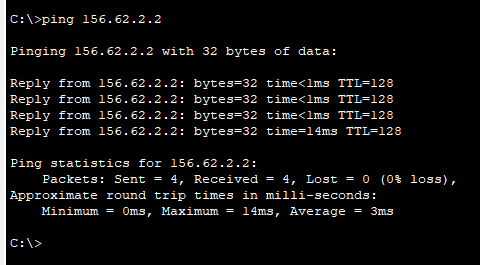 C:\>ping 156.62.2.2
Pinging 156.62.2.2 with 32 bytes of data:
Reply from 156.62.2.2: bytes=32 time<1ms TTL=128
Reply from 156.62.2.2: bytes=32 time<1ms TTL=128
Reply from 156.62.2.2: bytes=32 time<1ms TTL=128
Reply from 156.62.2.2: bytes=32 time=14ms TTL=128
Ping statistics for 156.62.2.2:
    Packets: Sent = 4, Received = 4, Lost = 0 (0% loss),
Approximate round trip times in milli-seconds:
    Minimum = 0ms, Maximum = 14ms, Average = 3ms
C:\>